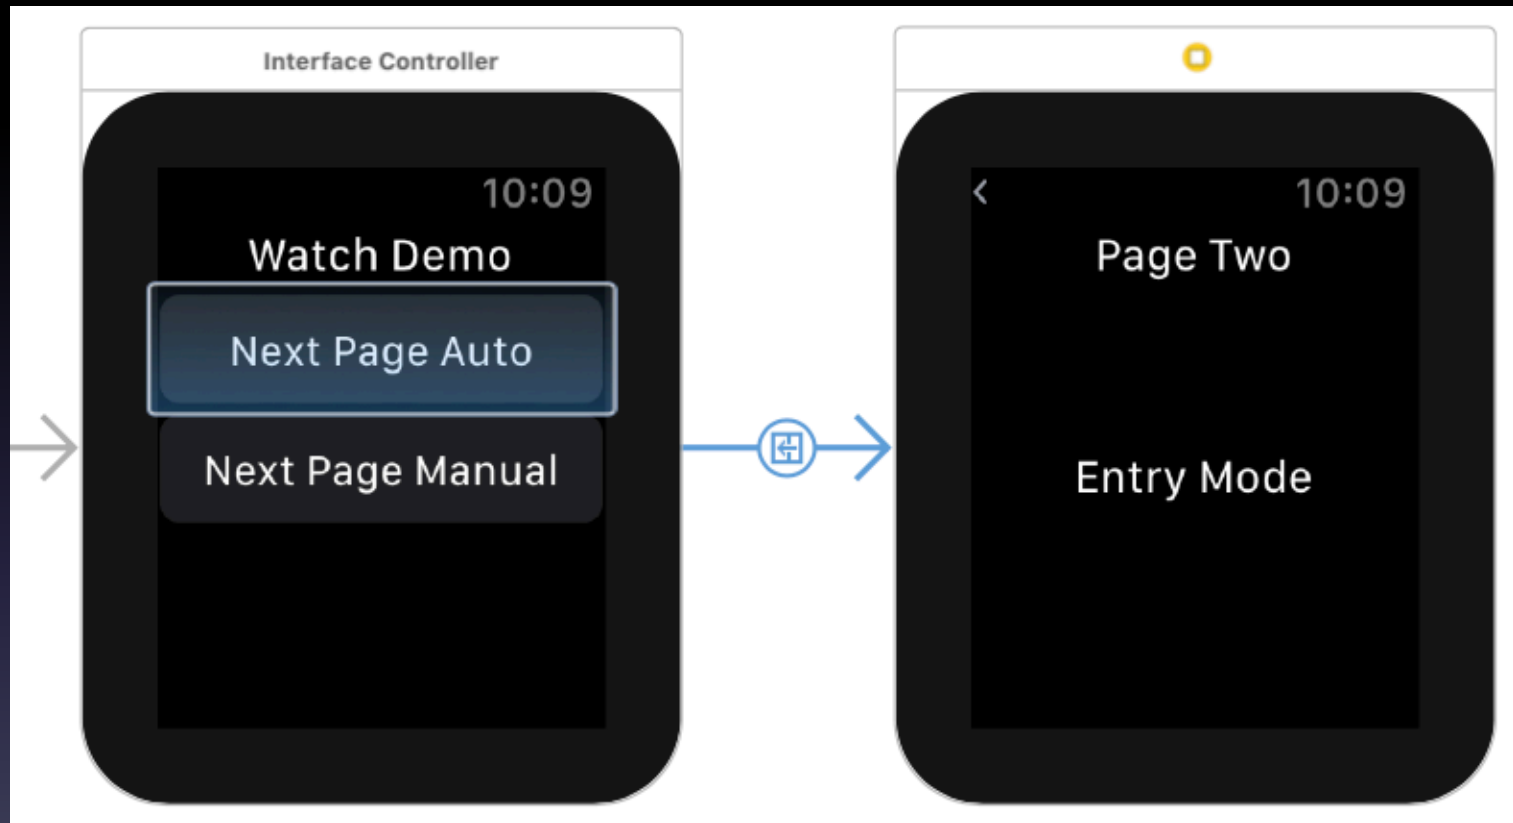 Interface Controller
10:09
Watch Demo
Next Page Auto
Next Page Manual
10:09
Page Two
Entry Mode